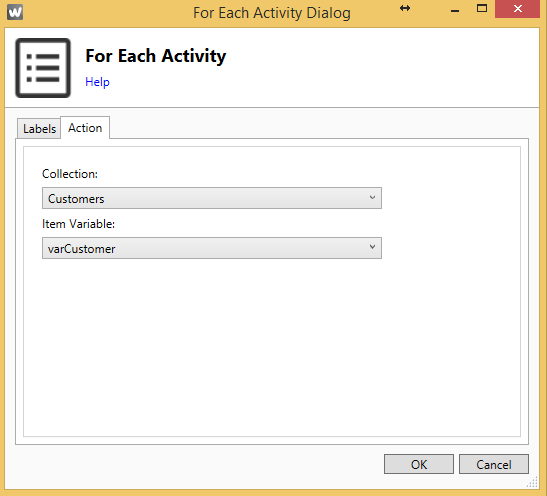 W
For Each Activity Dialog
For Each Activity
Help
Labels
Action
Collection:
Customers
Item Variable:
varCustomer
OK
Cancel